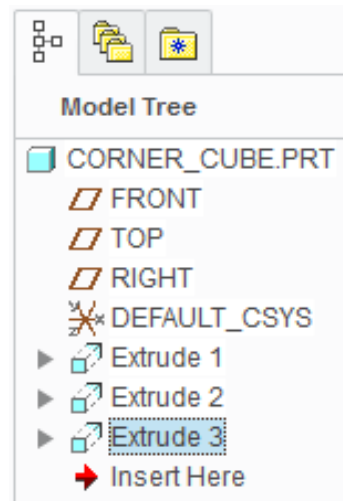 Model Tree
CORNER_CUBE.PRT
FRONT
TOP
RIGHT
DEFAULT_CSYS
Extrude 1
Extrude 2
Extrude 3
Insert Here